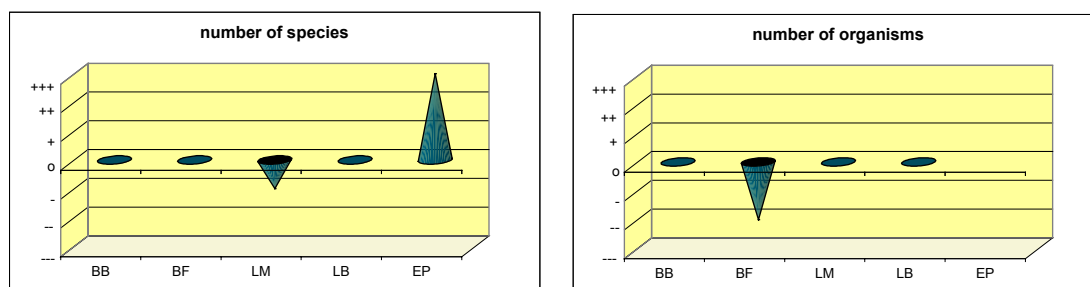 number of species
+++
++
+
o
-
--
---
BB BF LM LB EP
number of organisms
+++
++
+
o
-
--
---
BB BF LM LB EP